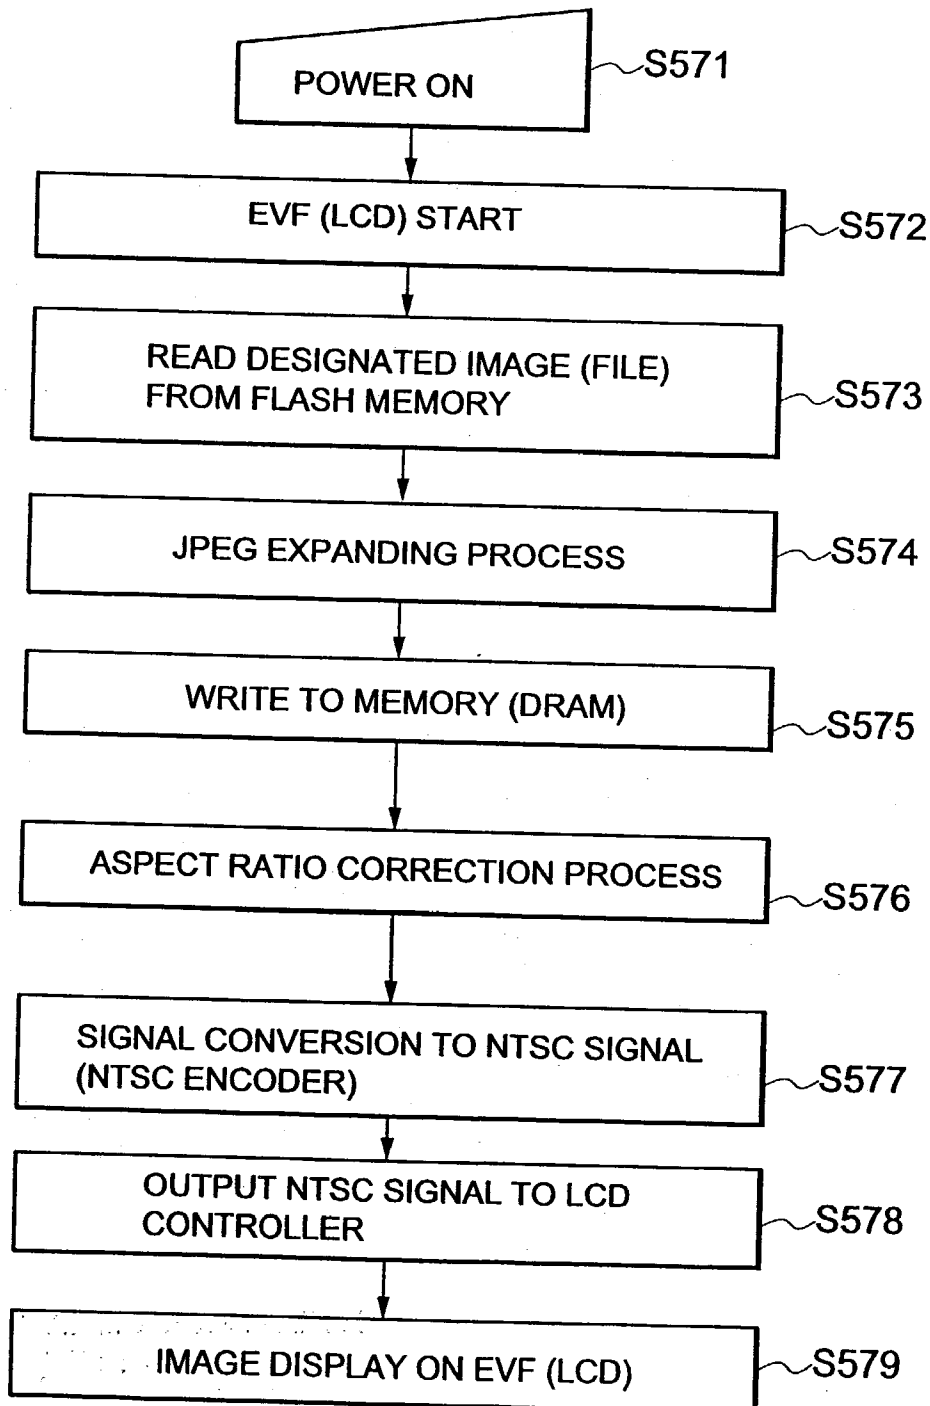 POWER ON
S571
EVF (LCD) START
S572
READ DESIGNATED IMAGE (FILE)
FROM FLASH MEMORY
S573
JPEG EXPANDING PROCESS
S574
WRITE TO MEMORY (DRAM)
S575
ASPECT RATIO CORRECTION PROCESS
S576
SIGNAL CONVERSION TO NTSC SIGNAL
(NTSC ENCODER)
S577
OUTPUT NTSC SIGNAL TO LCD
CONTROLLER
S578
IMAGE DISPLAY ON EVF (LCD)
S579